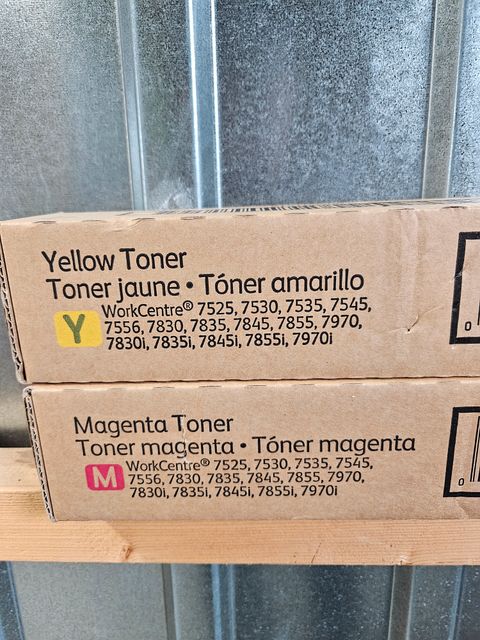 Yellow Toner
Toner jaune • Tóner amarillo
Y WorkCentre® 7525, 7530, 7535, 7545,
7556, 7830, 7835, 7845, 7855, 7970,
7830i, 7835i, 7845i, 7855i, 7970i
0
Magenta Toner
Toner magenta • Tóner magenta
M WorkCentre® 7525, 7530, 7535, 7545,
7556, 7830, 7835, 7845, 7855, 7970,
7830i, 7835i, 7845i, 7855i, 7970i
0